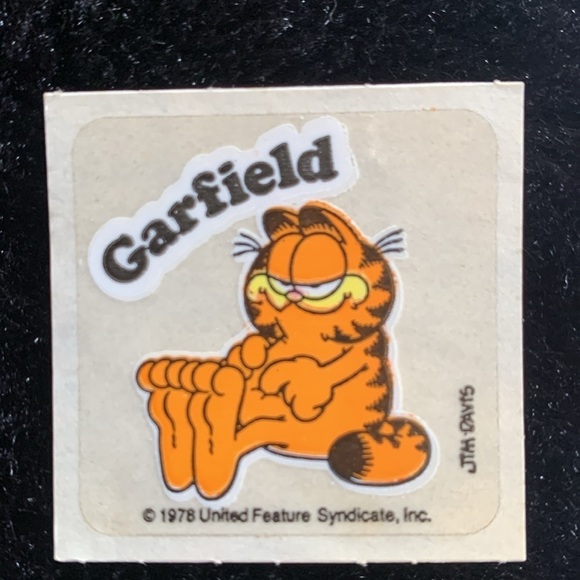 Garfield
JIM DAVIS
© 1978 United Feature Syndicate, Inc.